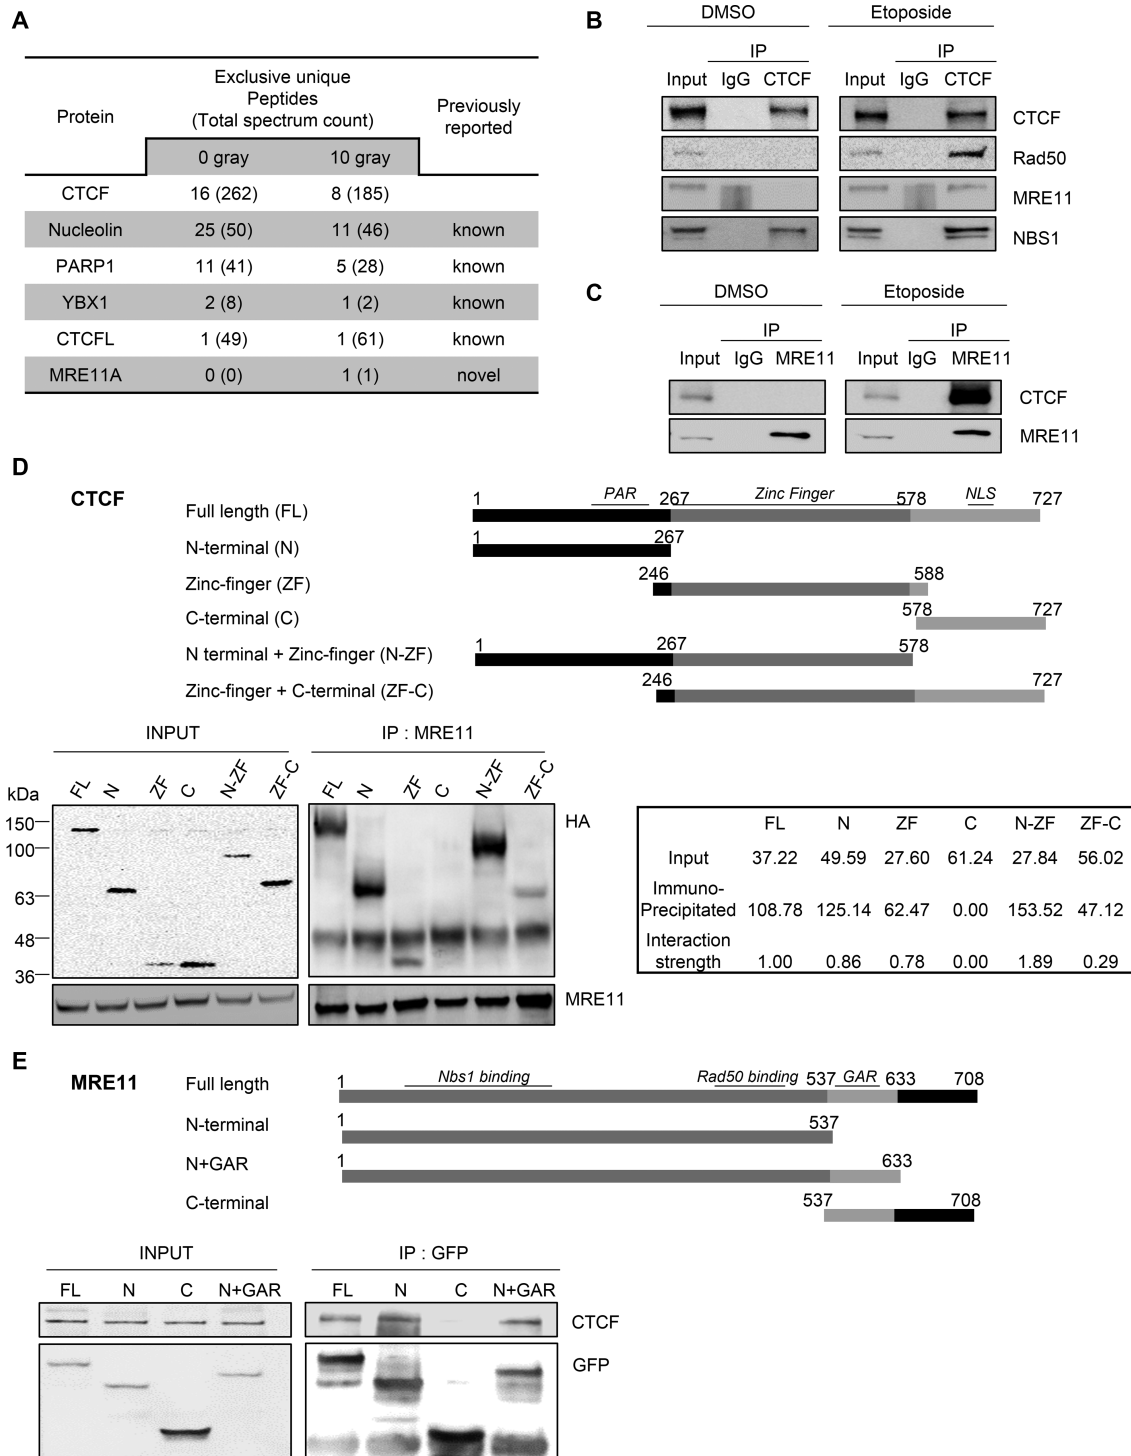 A
Protein
Exclusive unique
Peptides
(Total spectrum count)
Previously
reported
0 gray 10 gray
CTCF 16 (262) 8 (185)
Nucleolin 25 (50) 11 (46) known
PARP1 11 (41) 5 (28) known
YBX1 2 (8) 1 (2) known
CTCFL 1 (49) 1 (61) known
MRE11A 0 (0) 1 (1) novel
B
DMSO Etoposide
IP IP
Input IgG CTCF Input IgG CTCF
CTCF
Rad50
MRE11
NBS1
C
DMSO Etoposide
IP IP
Input IgG MRE11 Input IgG MRE11
CTCF
MRE11
D
CTCF
Full length (FL) 1 PAR 267 Zinc Finger 578 NLS 727
N-terminal (N) 1 267
Zinc-finger (ZF) 246 588
C-terminal (C) 578 727
N terminal + Zinc-finger (N-ZF) 1 267 578
Zinc-finger + C-terminal (ZF-C) 246 727
INPUT IP : MRE11
FL N ZF C N-ZF ZF-C FL N ZF C N-ZF ZF-C
kDa
150
100
63
48
36
HA
MRE11
FL N ZF C N-ZF ZF-C
Input 37.22 49.59 27.60 61.24 27.84 56.02
Immuno-
Precipitated 108.78 125.14 62.47 0.00 153.52 47.12
Interaction
strength 1.00 0.86 0.78 0.00 1.89 0.29
E
MRE11
Full length 1 Nbs1 binding Rad50 binding 537 GAR 633 708
N-terminal 1 537
N+GAR 1 633
C-terminal 537 708
INPUT IP : GFP
FL N C N+GAR FL N C N+GAR
CTCF
GFP